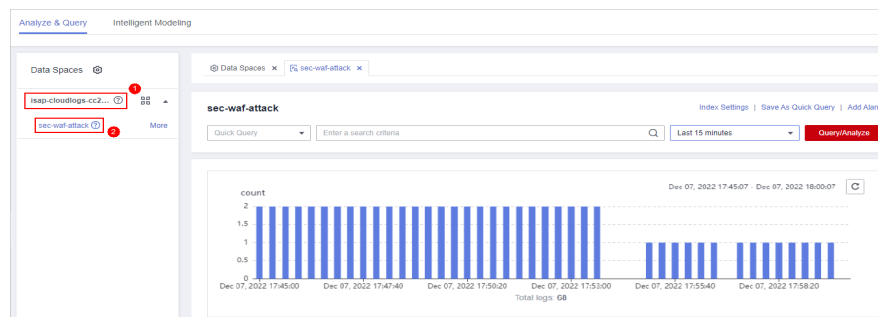 Analyze & Query Intelligent Modeling
Data Spaces
Data Spaces × sec-waf-attack ×
1
isap-cloudlogs-cc2... ?
sec-waf-attack ? 2 More
sec-waf-attack Index Settings | Save As Quick Query | Add Alarm
Quick Query Enter a search criteria Last 15 minutes Query/Analyze
Dec 07, 2022 17:45:07 - Dec 07, 2022 18:00:07 C
count
2
1.5
1
0.5
0
Dec 07, 2022 17:45:00 Dec 07, 2022 17:47:40 Dec 07, 2022 17:50:20 Dec 07, 2022 17:53:00 Dec 07, 2022 17:55:40 Dec 07, 2022 17:58:20
Total logs: 68